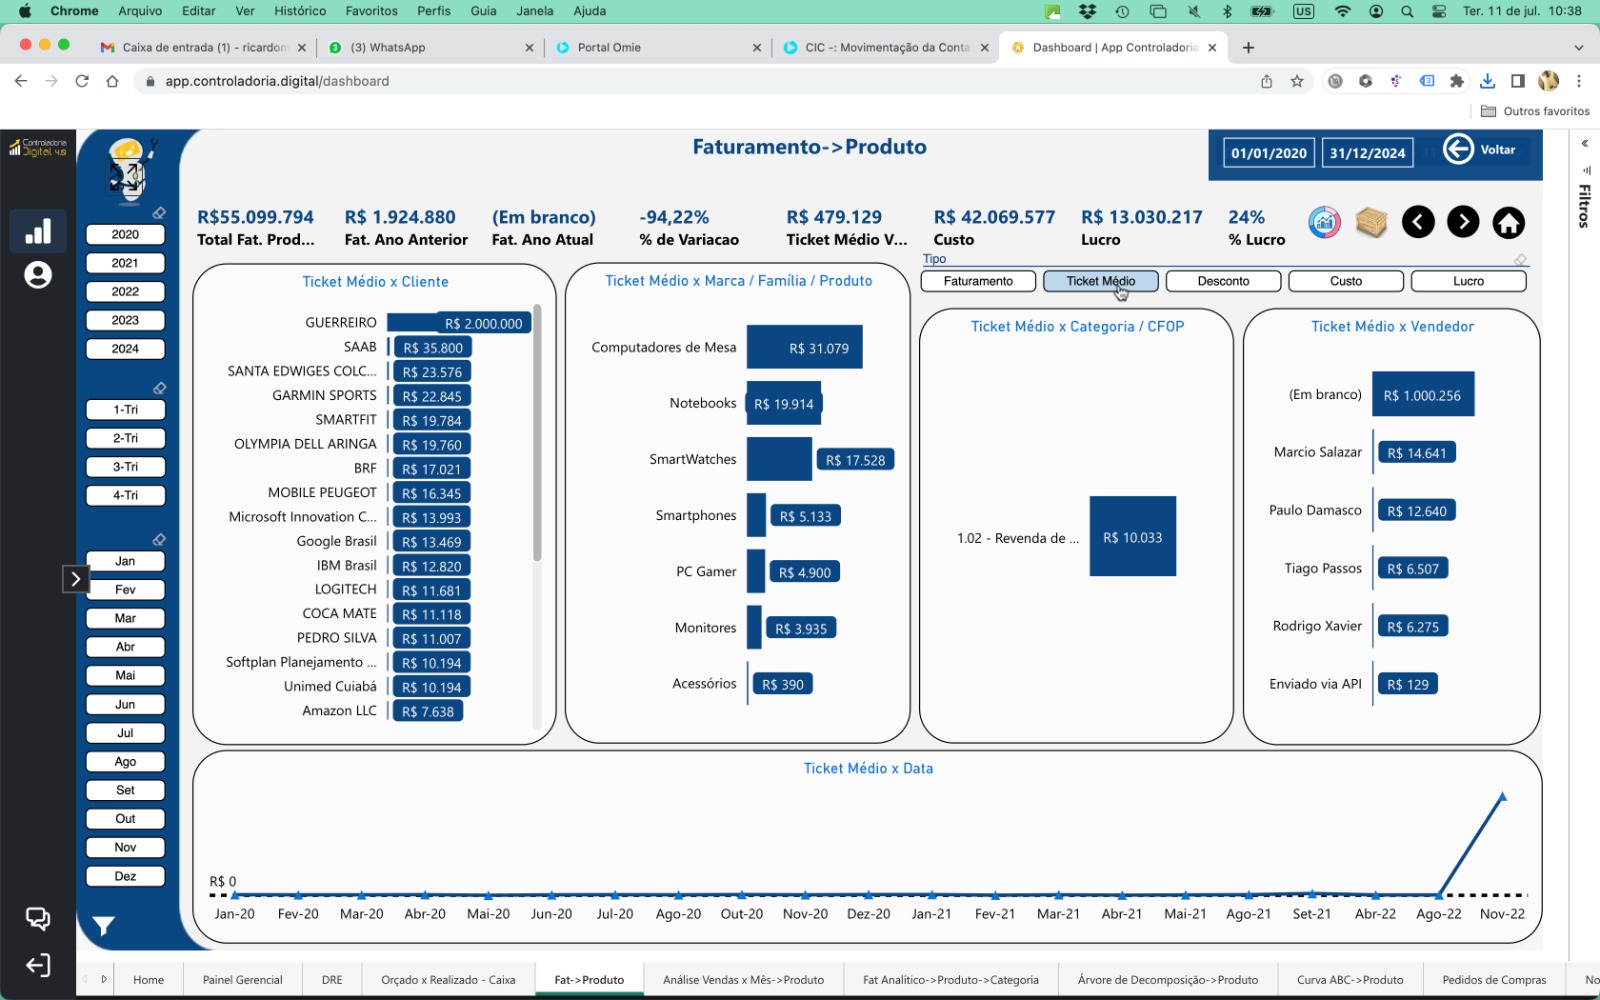 Chrome Arquivo Editar Ver Histórico Favoritos Perfis Guia Janela Ajuda US Ter. 11 de jul. 10:38
Caixa de entrada (1) - ricardom (3) WhatsApp Portal Omie CIC -: Movimentação da Conta Dashboard | App Controladoria
app.controladoria.digital/dashboard
Outros favoritos
Controladoria
Digital 4.0
Faturamento->Produto
01/01/2020 31/12/2024 Voltar
Filtros
R$55.099.794 R$ 1.924.880 (Em branco) -94,22% R$ 479.129 R$ 42.069.577 R$ 13.030.217 24%
Total Fat. Prod... Fat. Ano Anterior Fat. Ano Atual % de Variacao Ticket Médio V... Custo Lucro % Lucro
2020
2021
2022
2023
2024
1-Tri
2-Tri
3-Tri
4-Tri
Jan
Fev
Mar
Abr
Mai
Jun
Jul
Ago
Set
Out
Nov
Dez
Tipo
Faturamento Ticket Médio Desconto Custo Lucro
Ticket Médio x Cliente
GUERREIRO R$ 2.000.000
SAAB R$ 35.800
SANTA EDWIGES COLC... R$ 23.576
GARMIN SPORTS R$ 22.845
SMARTFIT R$ 19.784
OLYMPIA DELL ARINGA R$ 19.760
BRF R$ 17.021
MOBILE PEUGEOT R$ 16.345
Microsoft Innovation C... R$ 13.993
Google Brasil R$ 13.469
IBM Brasil R$ 12.820
LOGITECH R$ 11.681
COCA MATE R$ 11.118
PEDRO SILVA R$ 11.007
Softplan Planejamento ... R$ 10.194
Unimed Cuiabá R$ 10.194
Amazon LLC R$ 7.638
Ticket Médio x Marca / Família / Produto
Computadores de Mesa R$ 31.079
Notebooks R$ 19.914
SmartWatches R$ 17.528
Smartphones R$ 5.133
PC Gamer R$ 4.900
Monitores R$ 3.935
Acessórios R$ 390
Ticket Médio x Categoria / CFOP
1.02 - Revenda de ... R$ 10.033
Ticket Médio x Vendedor
(Em branco) R$ 1.000.256
Marcio Salazar R$ 14.641
Paulo Damasco R$ 12.640
Tiago Passos R$ 6.507
Rodrigo Xavier R$ 6.275
Enviado via API R$ 129
Ticket Médio x Data
R$ 0
Jan-20 Fev-20 Mar-20 Abr-20 Mai-20 Jun-20 Jul-20 Ago-20 Out-20 Nov-20 Dez-20 Jan-21 Fev-21 Mar-21 Abr-21 Mai-21 Ago-21 Set-21 Abr-22 Ago-22 Nov-22
Home Painel Gerencial DRE Orçado x Realizado - Caixa Fat->Produto Análise Vendas x Mês->Produto Fat Analítico->Produto->Categoria Árvore de Decomposição->Produto Curva ABC->Produto Pedidos de Compras No